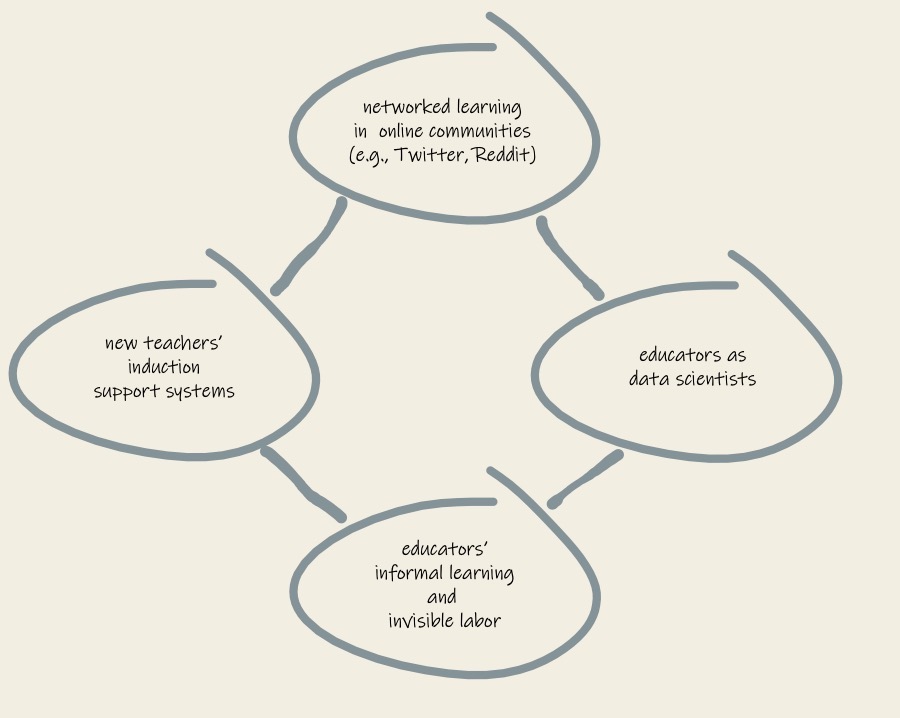 networked learning
in online communities
(e.g., Twitter, Reddit)
new teachers'
induction
support systems
educators as
data scientists
educators'
informal learning
and
invisible labor